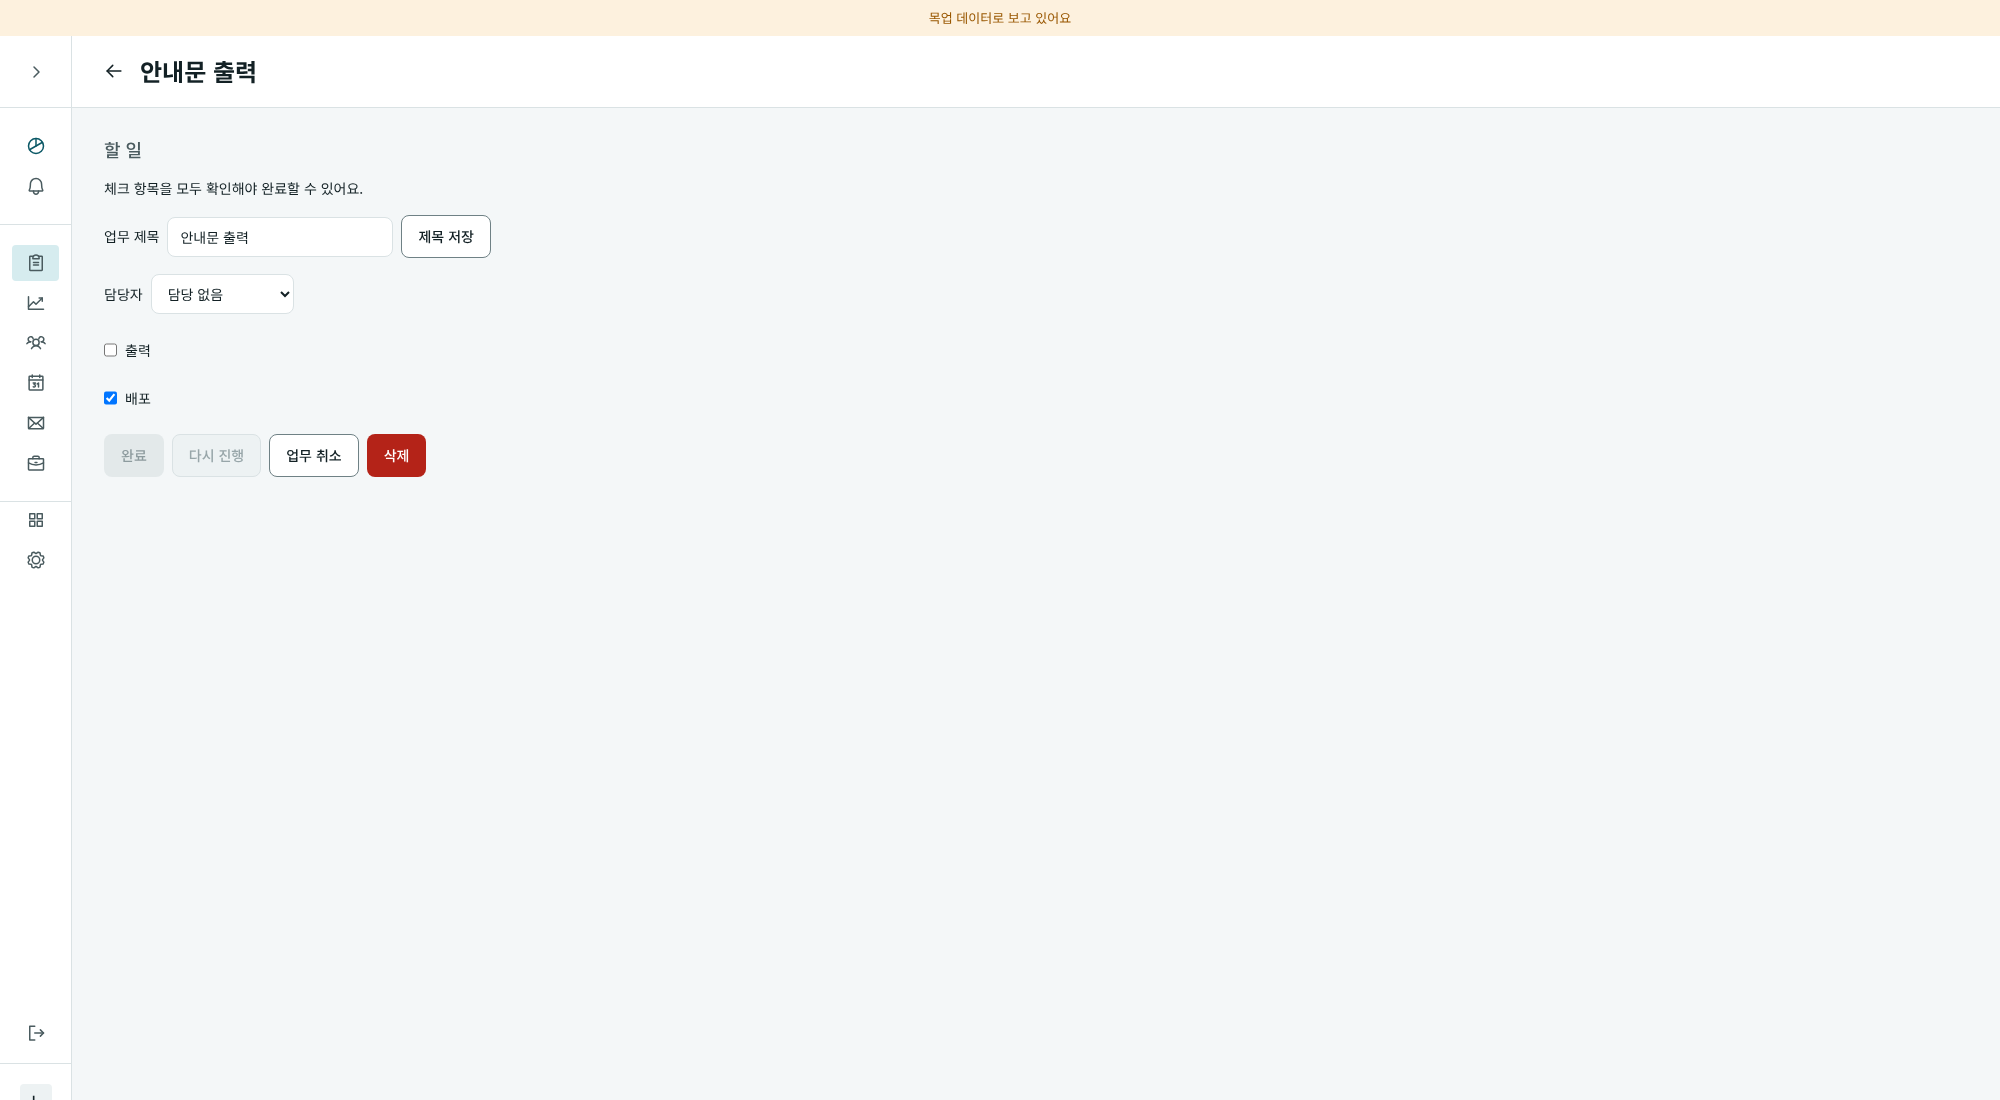 목업 데이터로 보고 있어요
안내문 출력
할 일
체크 항목을 모두 확인해야 완료할 수 있어요.
업무 제목 안내문 출력 제목 저장
담당자 담당 없음
출력
배포
완료 다시 진행 업무 취소 삭제
31